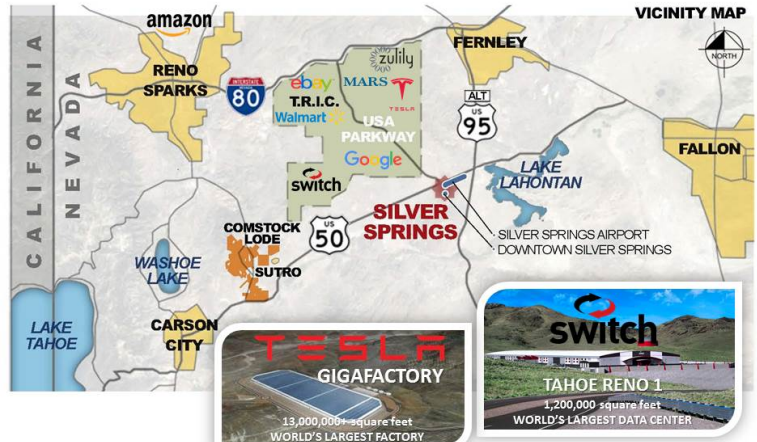 VICINITY MAP
NORTH
CALIFORNIA
NEVADA
amazon
RENO
SPARKS
INTERSTATE
80
zulily
ebay
MARS
TESLA
T.R.I.C.
Walmart
USA
PARKWAY
Google
switch
FERNLEY
ALT
US
95
FALLON
LAKE
LAHONTAN
SILVER
SPRINGS
SILVER SPRINGS AIRPORT
DOWNTOWN SILVER SPRINGS
US
50
COMSTOCK
LODE
SUTRO
WASHOE
LAKE
LAKE
TAHOE
CARSON
CITY
TESLA
GIGAFACTORY
13,000,000+ square feet
WORLD'S LARGEST FACTORY
switch
TAHOE RENO 1
1,200,000 square feet
WORLD'S LARGEST DATA CENTER